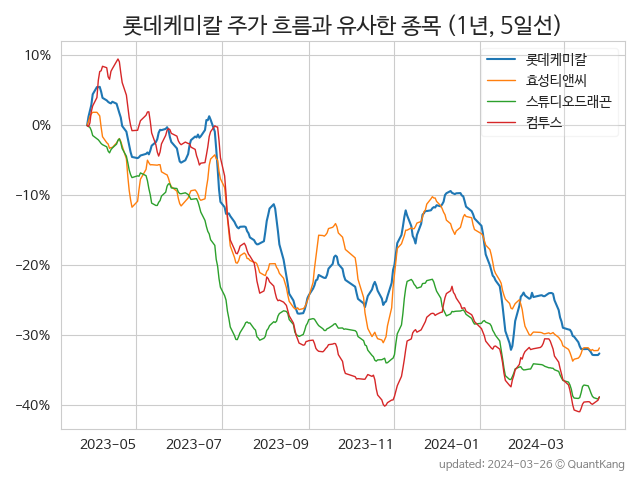 롯데케미칼 주가 흐름과 유사한 종목 (1년, 5일선)
10%
0%
−10%
−20%
−30%
−40%
롯데케미칼
효성티앤씨
스튜디오드래곤
컴투스
2023-05 2023-07 2023-09 2023-11 2024-01 2024-03
updated: 2024-03-26 © QuantKang